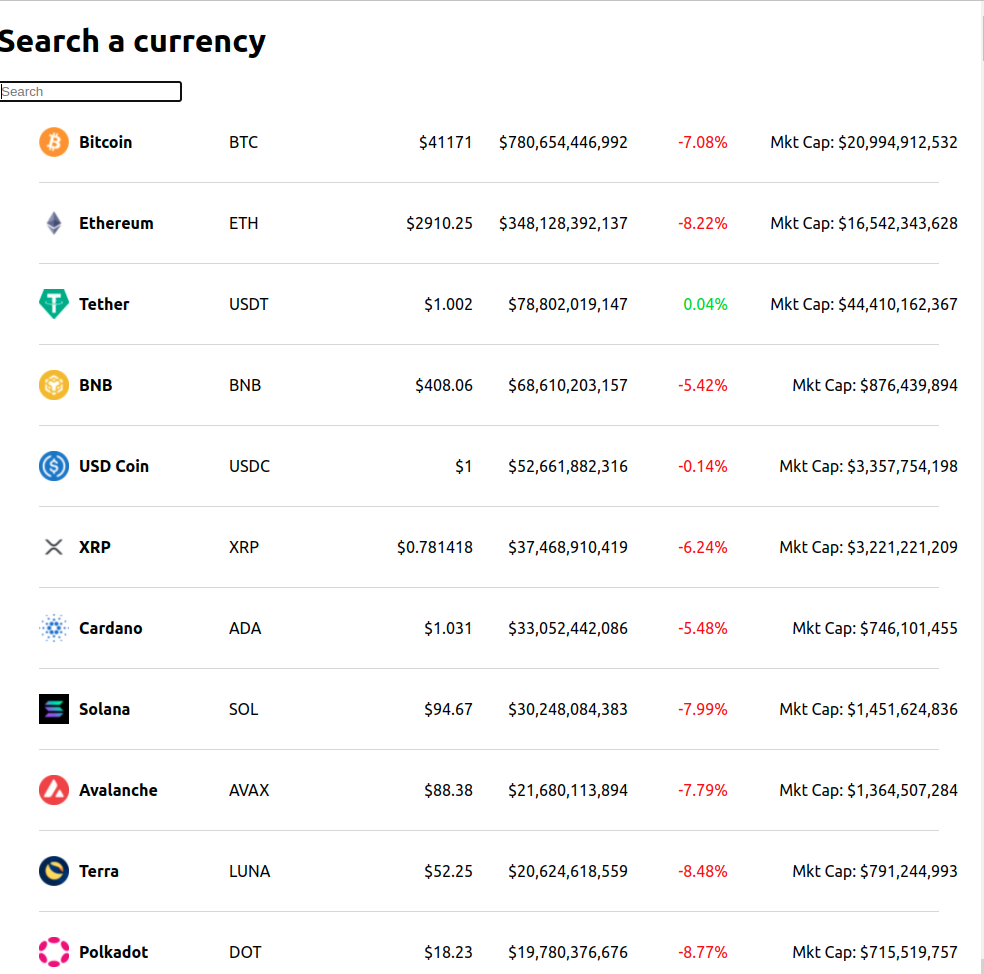 Search a currency
Search
Bitcoin BTC $41171 $780,654,446,992 -7.08% Mkt Cap: $20,994,912,532
Ethereum ETH $2910.25 $348,128,392,137 -8.22% Mkt Cap: $16,542,343,628
Tether USDT $1.002 $78,802,019,147 0.04% Mkt Cap: $44,410,162,367
BNB BNB $408.06 $68,610,203,157 -5.42% Mkt Cap: $876,439,894
USD Coin USDC $1 $52,661,882,316 -0.14% Mkt Cap: $3,357,754,198
XRP XRP $0.781418 $37,468,910,419 -6.24% Mkt Cap: $3,221,221,209
Cardano ADA $1.031 $33,052,442,086 -5.48% Mkt Cap: $746,101,455
Solana SOL $94.67 $30,248,084,383 -7.99% Mkt Cap: $1,451,624,836
Avalanche AVAX $88.38 $21,680,113,894 -7.79% Mkt Cap: $1,364,507,284
Terra LUNA $52.25 $20,624,618,559 -8.48% Mkt Cap: $791,244,993
Polkadot DOT $18.23 $19,780,376,676 -8.77% Mkt Cap: $715,519,757